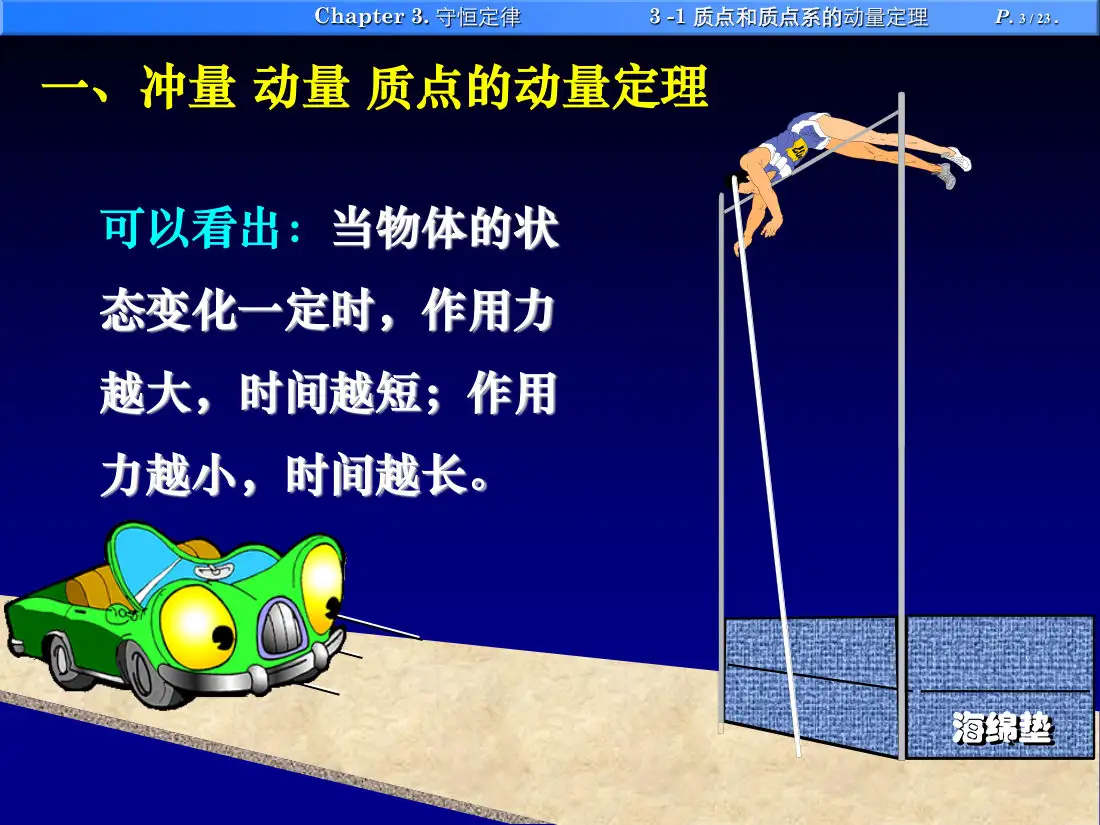 Chapter 3. 守恒定律 3 -1 质点和质点系的动量定理 P. 3 / 23 .
一、冲量 动量 质点的动量定理
可以看出：当物体的状
态变化一定时，作用力
越大，时间越短；作用
力越小，时间越长。
海绵垫